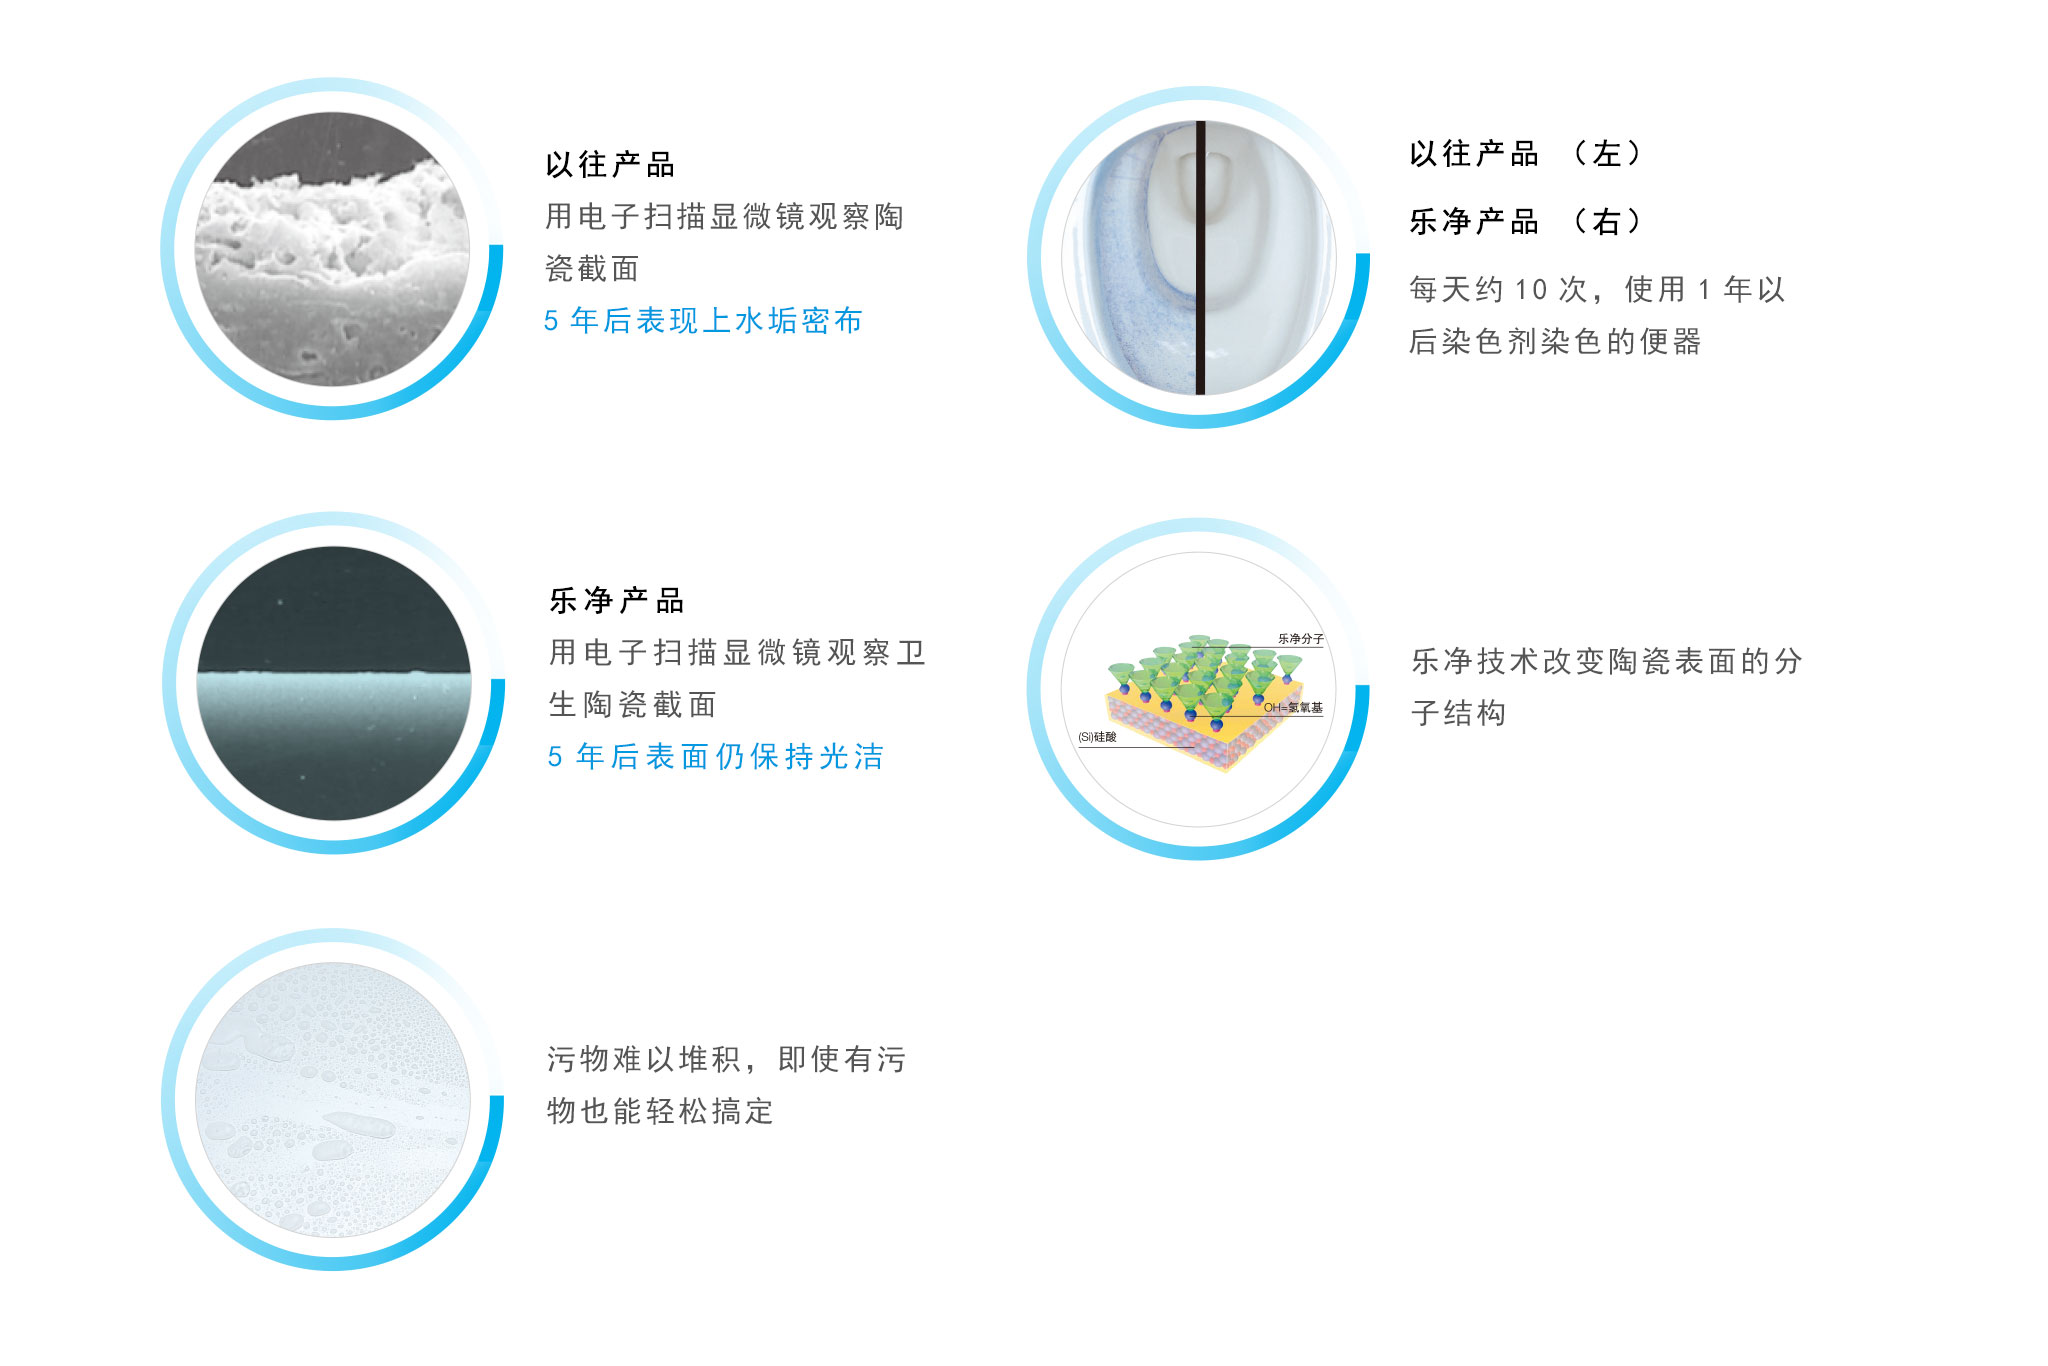 以往产品
用电子扫描显微镜观察陶
瓷截面
5 年后表现上水垢密布
以往产品 （左）
乐净产品 （右）
每天约 10 次，使用 1 年以
后染色剂染色的便器
乐净产品
用电子扫描显微镜观察卫
生陶瓷截面
5 年后表面仍保持光洁
乐净分子
OH=氢氧基
(Si)硅酸
乐净技术改变陶瓷表面的分
子结构
污物难以堆积，即使有污
物也能轻松搞定